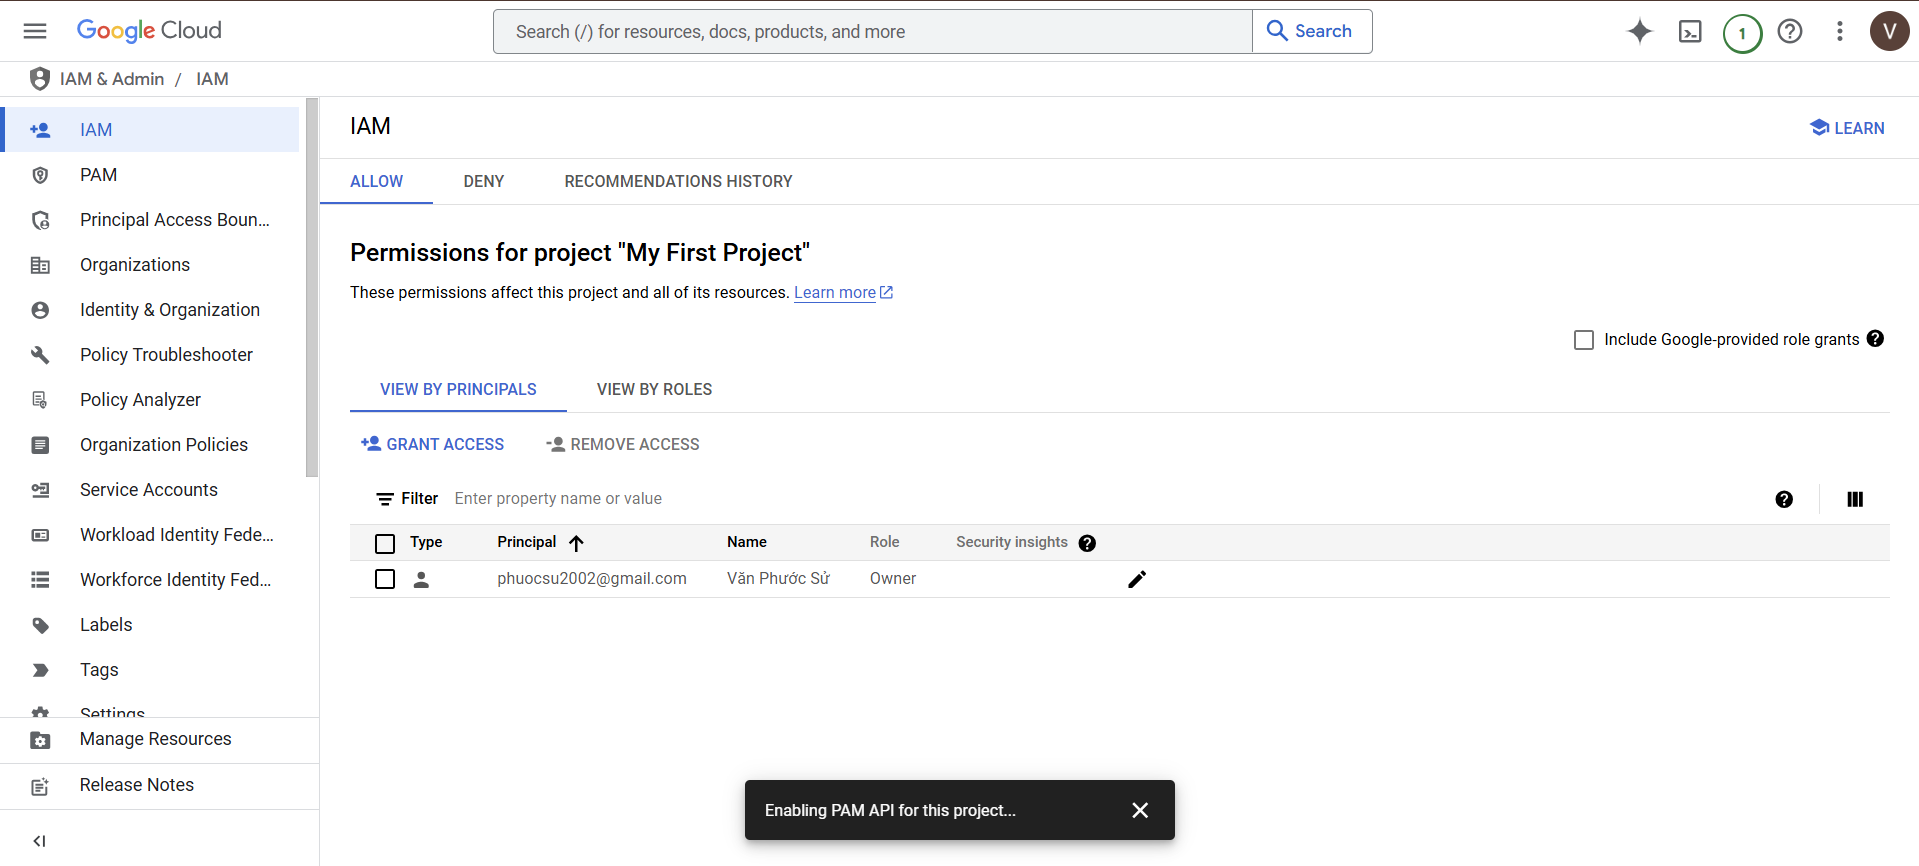 Google Cloud
Search (/) for resources, docs, products, and more
Search
1
V
IAM & Admin / IAM
IAM
PAM
Principal Access Boun...
Organizations
Identity & Organization
Policy Troubleshooter
Policy Analyzer
Organization Policies
Service Accounts
Workload Identity Fede...
Workforce Identity Fed...
Labels
Tags
Settings
Manage Resources
Release Notes
IAM
LEARN
ALLOW DENY RECOMMENDATIONS HISTORY
Permissions for project "My First Project"
These permissions affect this project and all of its resources. Learn more
Include Google-provided role grants
VIEW BY PRINCIPALS VIEW BY ROLES
GRANT ACCESS REMOVE ACCESS
Filter Enter property name or value
Type Principal Name Role Security insights
phuocsu2002@gmail.com Văn Phước Sử Owner
Enabling PAM API for this project...